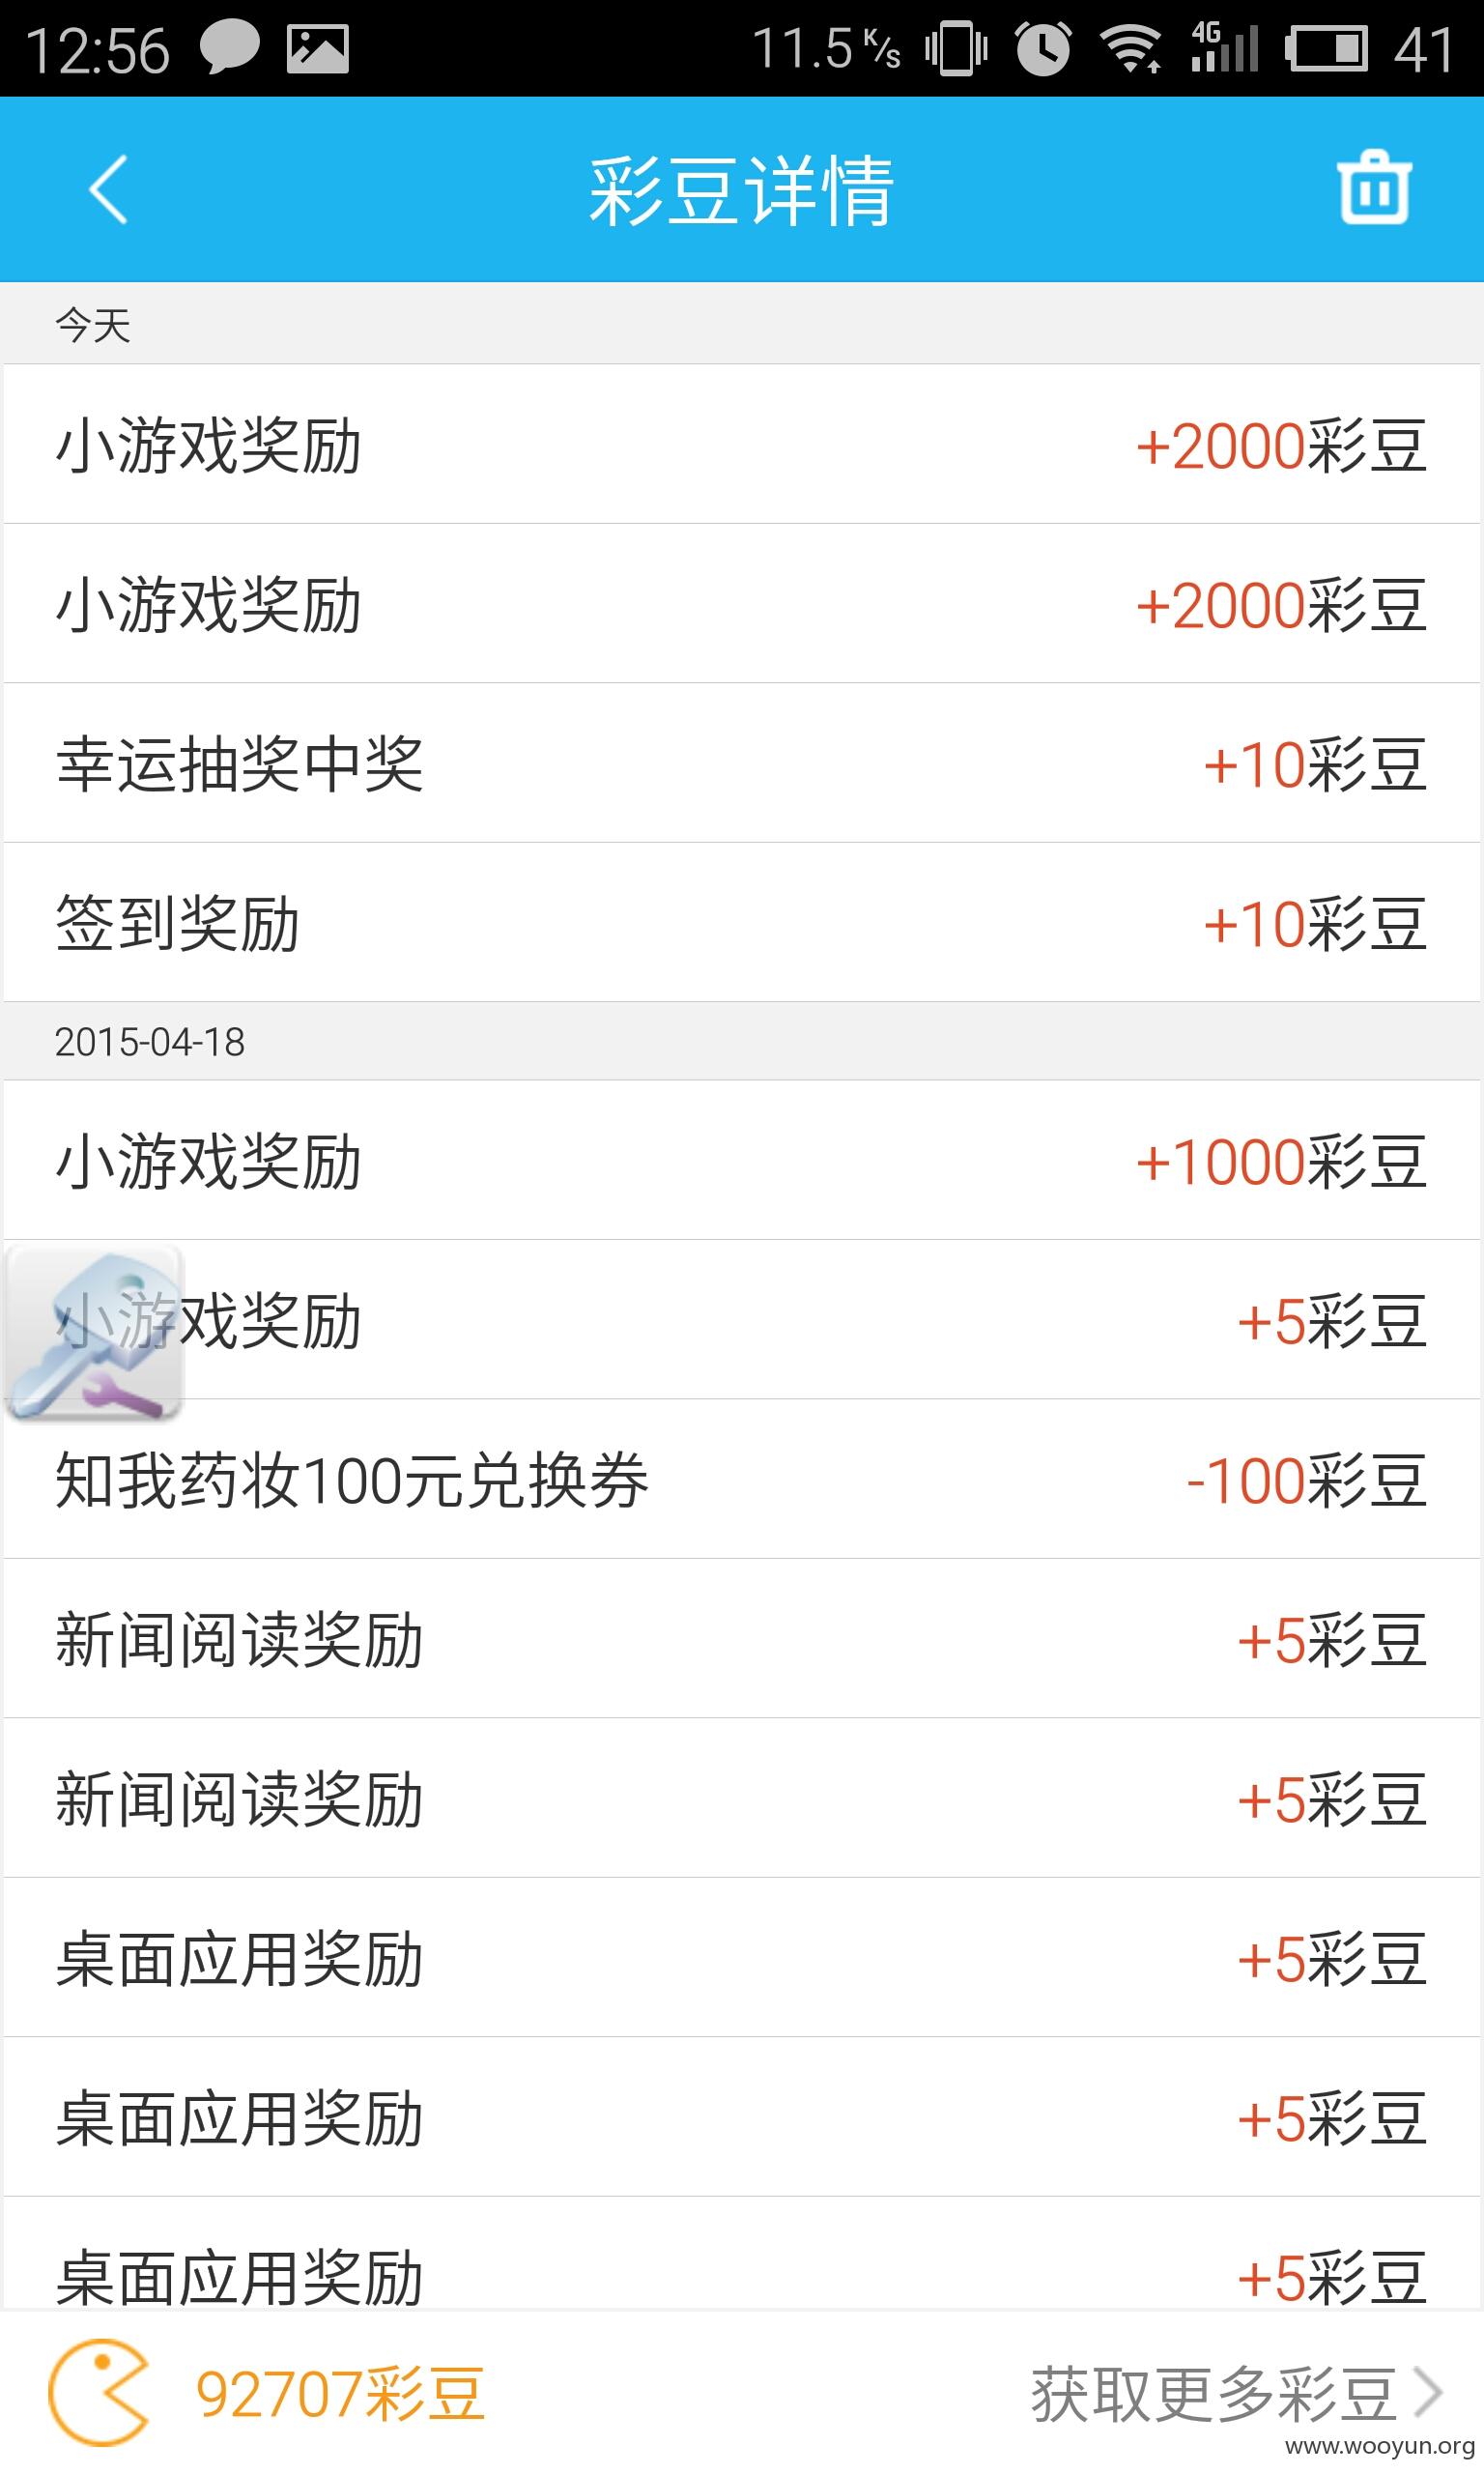 12:56 11.5 K/s 4G 41
彩豆详情
今天
小游戏奖励 +2000彩豆
小游戏奖励 +2000彩豆
幸运抽奖中奖 +10彩豆
签到奖励 +10彩豆
2015-04-18
小游戏奖励 +1000彩豆
小游戏奖励 +5彩豆
知我药妆100元兑换券 -100彩豆
新闻阅读奖励 +5彩豆
新闻阅读奖励 +5彩豆
桌面应用奖励 +5彩豆
桌面应用奖励 +5彩豆
桌面应用奖励 +5彩豆
92707彩豆 获取更多彩豆
www.wooyun.org